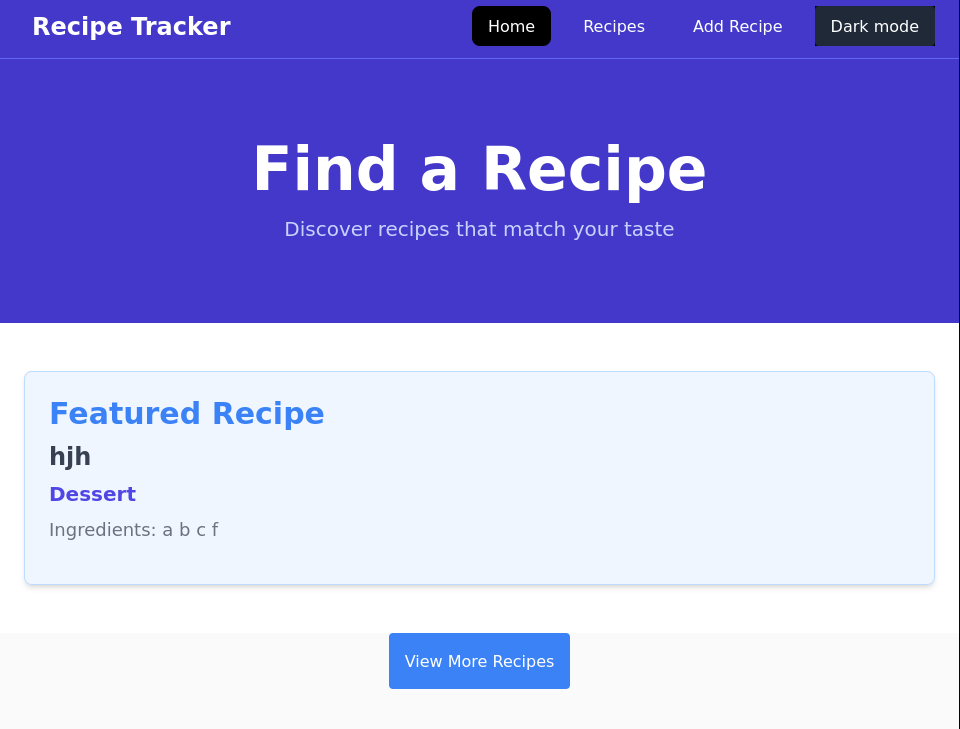 Recipe Tracker
Home Recipes Add Recipe Dark mode
Find a Recipe
Discover recipes that match your taste
Featured Recipe
hjh
Dessert
Ingredients: a b c f
View More Recipes